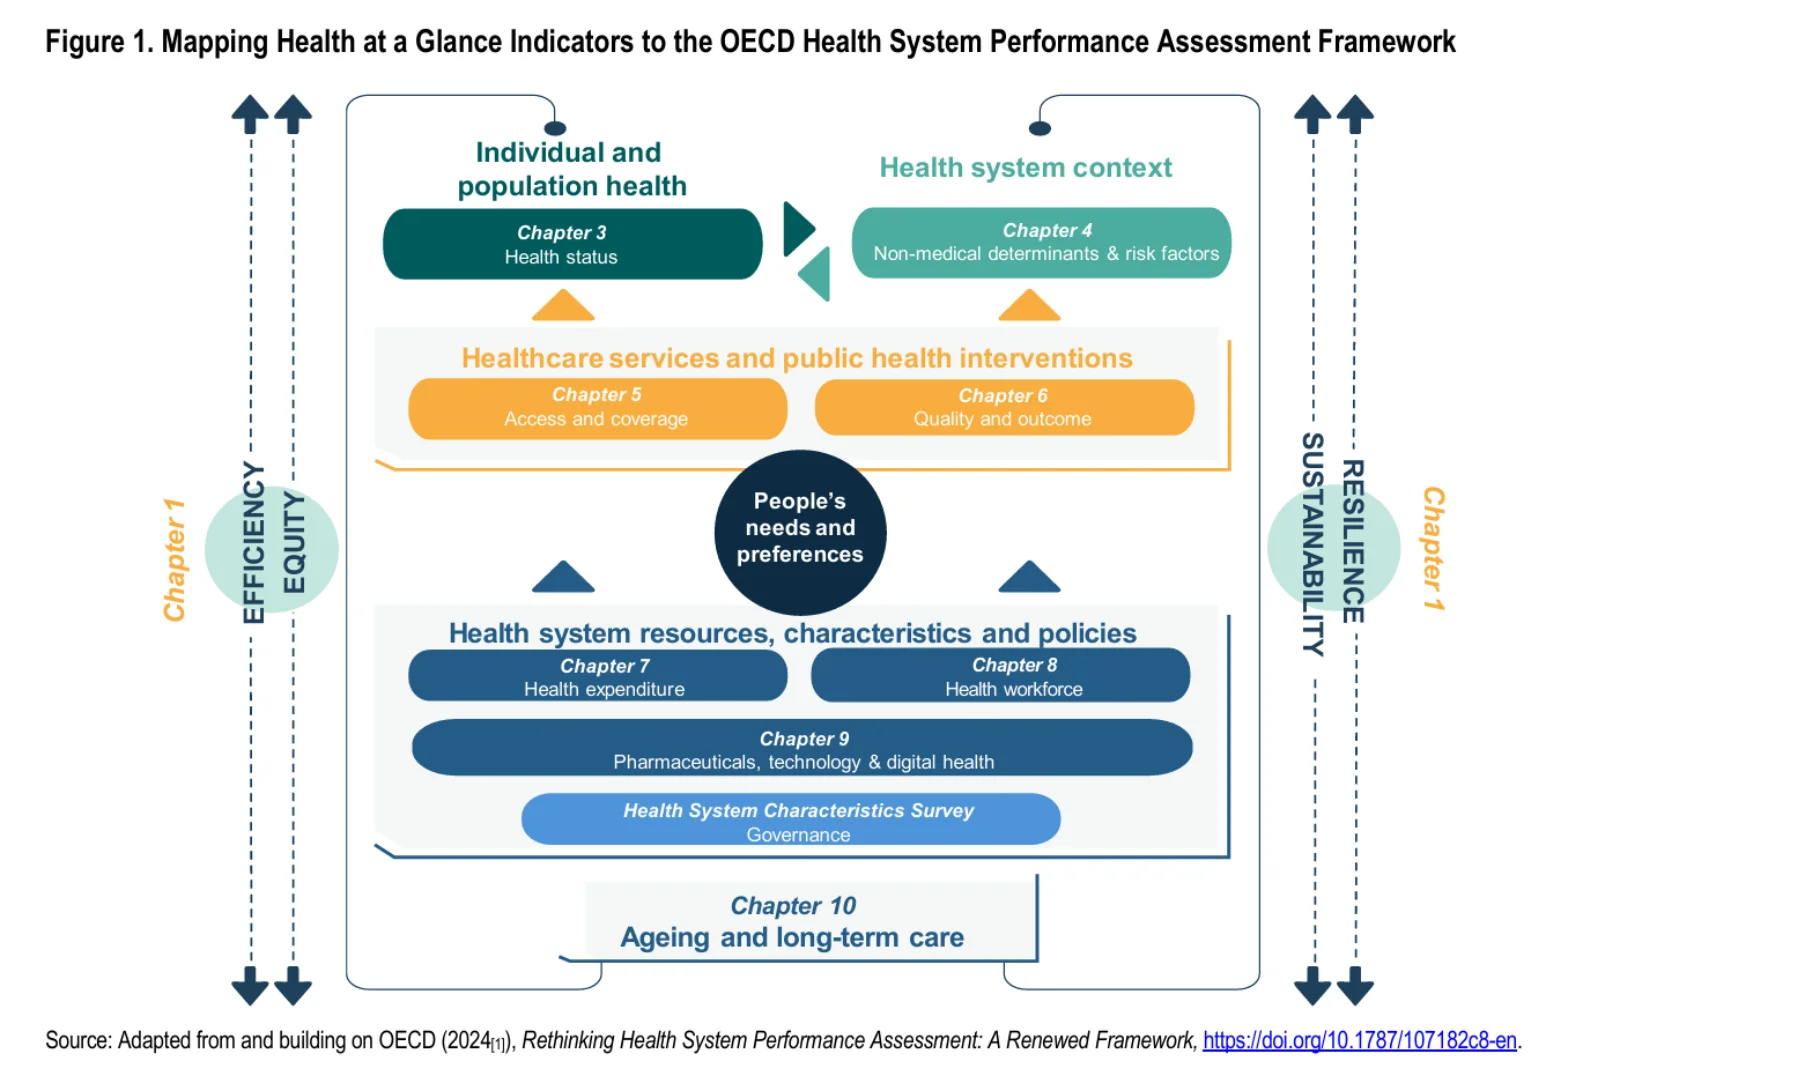 Figure 1. Mapping Health at a Glance Indicators to the OECD Health System Performance Assessment Framework
Individual and
population health
Chapter 3
Health status
Health system context
Chapter 4
Non-medical determinants & risk factors
Healthcare services and public health interventions
Chapter 5
Access and coverage
Chapter 6
Quality and outcome
Chapter 1
EFFICIENCY
EQUITY
People's
needs and
preferences
SUSTAINABILITY
RESILIENCE
Chapter 1
Health system resources, characteristics and policies
Chapter 7
Health expenditure
Chapter 8
Health workforce
Chapter 9
Pharmaceuticals, technology & digital health
Health System Characteristics Survey
Governance
Chapter 10
Ageing and long-term care
Source: Adapted from and building on OECD (2024[1]), Rethinking Health System Performance Assessment: A Renewed Framework, https://doi.org/10.1787/107182c8-en.